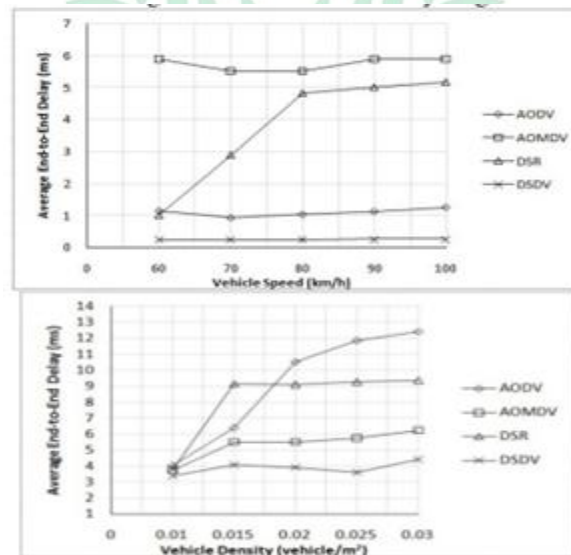 7
6
5
4
3
2
1
0
Average End-to-End Delay (ms)
0 60 70 80 90 100
Vehicle Speed (km/h)
AODV
AOMDV
DSR
DSDV
14
13
12
11
10
9
8
7
6
5
4
3
2
1
Average End-to-End Delay (ms)
0 0.01 0.015 0.02 0.025 0.03
Vehicle Density (vehicle/m²)
AODV
AOMDV
DSR
DSDV